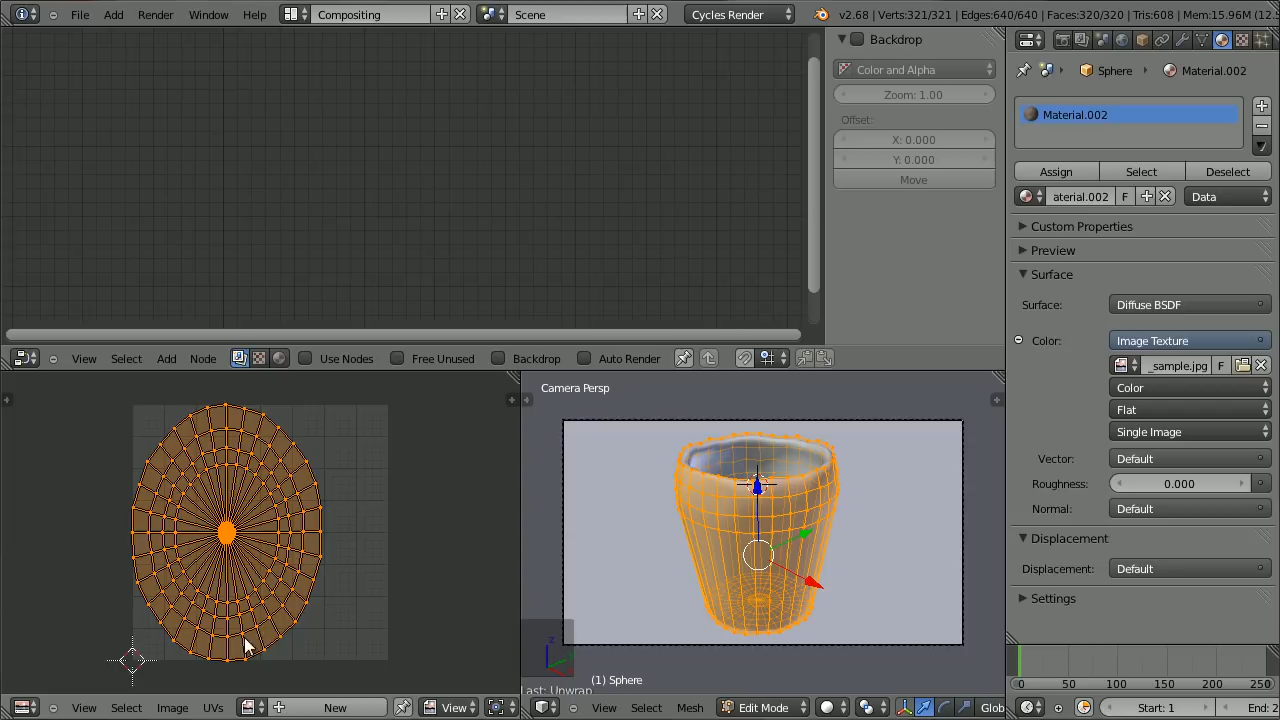 File Add Render Window Help Compositing Scene Cycles Render v2.68 | Verts:321/321 | Edges:640/640 | Faces:320/320 | Tris:608 | Mem:15.96M (12.
Backdrop
Color and Alpha
Zoom: 1.00
Offset:
X: 0.000
Y: 0.000
Move
Sphere Material.002
Material.002
Assign Select Deselect
aterial.002 F Data
Custom Properties
Preview
Surface
Surface: Diffuse BSDF
Color: Image Texture
_sample.jpg F
Color
Flat
Single Image
Vector: Default
Roughness: 0.000
Normal: Default
Displacement
Displacement: Default
Settings
View Select Add Node Use Nodes Free Unused Backdrop Auto Render
Camera Persp
z
(1) Sphere
Last: Unwrap
0 50 100 150 200 250
View Select Image UVs New View
View Select Mesh Edit Mode Glob
Start: 1 End: 2